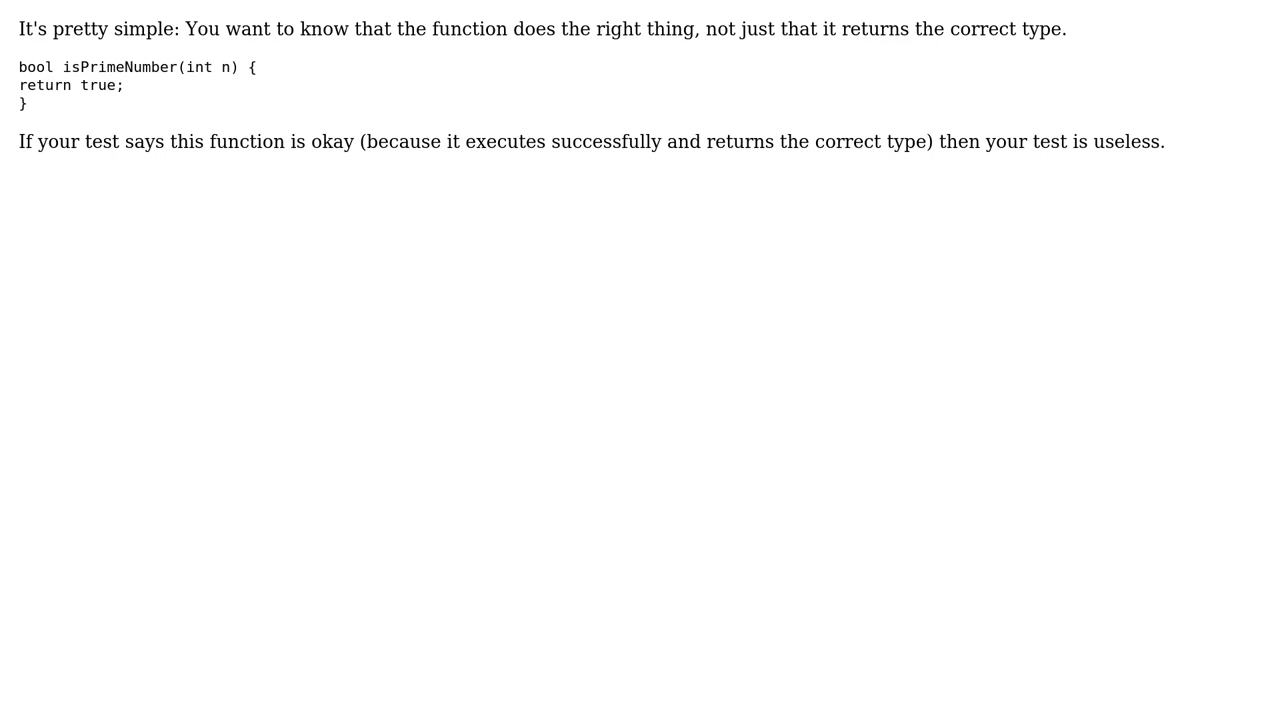 It's pretty simple: You want to know that the function does the right thing, not just that it returns the correct type.
bool isPrimeNumber(int n) {
return true;
}
If your test says this function is okay (because it executes successfully and returns the correct type) then your test is useless.